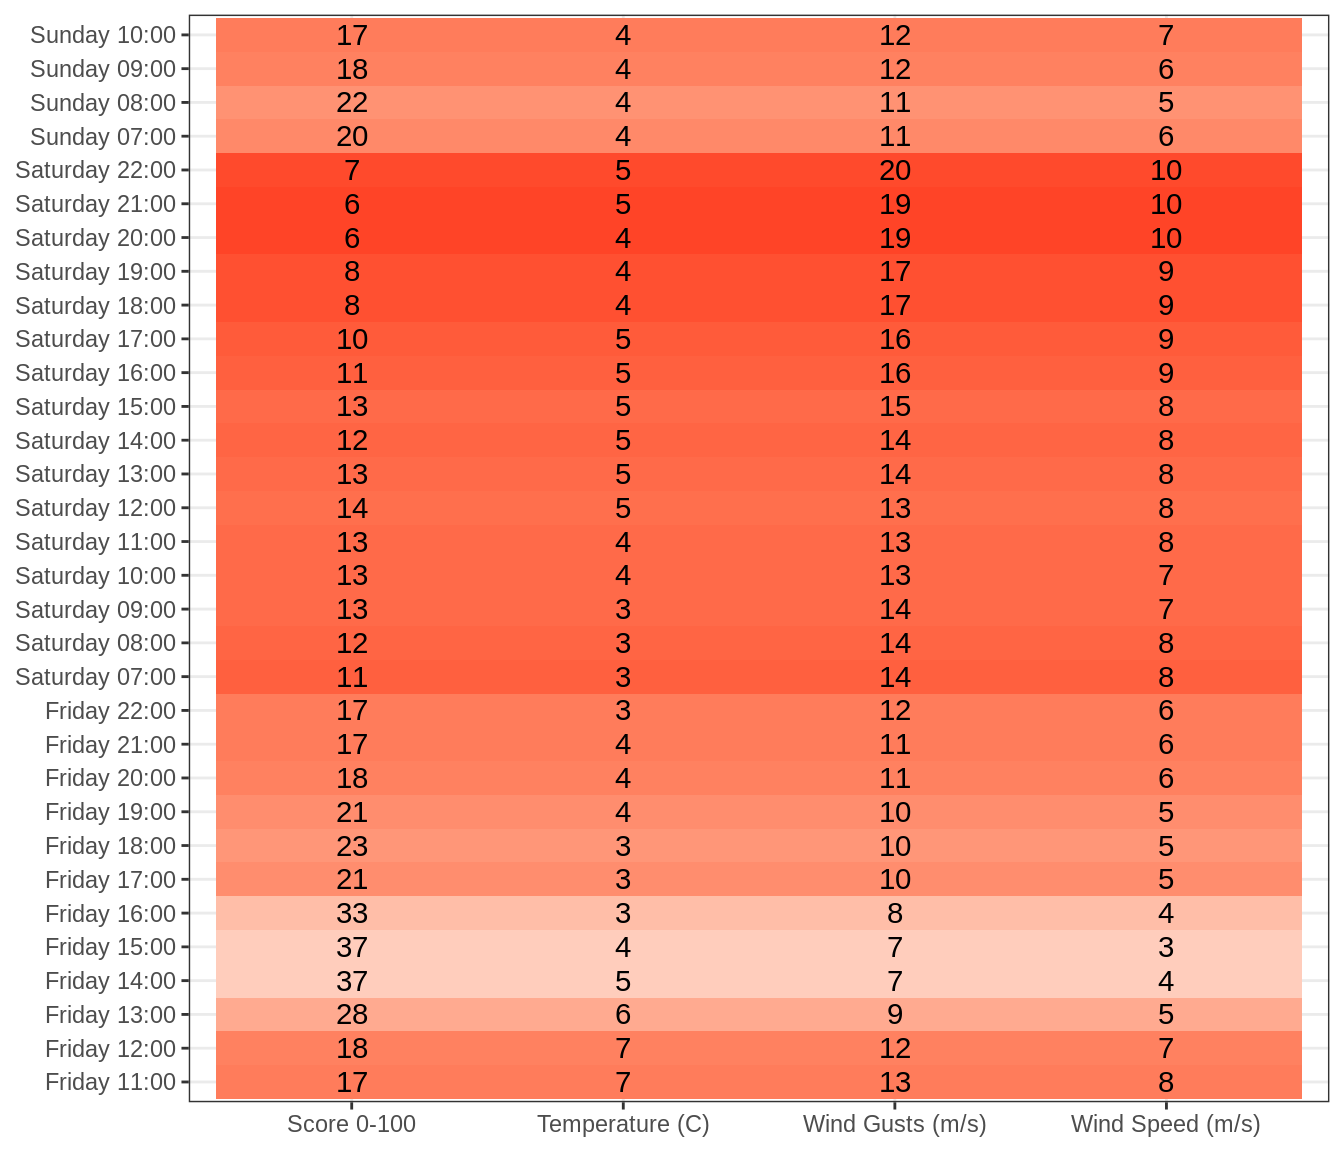 Sunday 10:00 17 4 12 7
Sunday 09:00 18 4 12 6
Sunday 08:00 22 4 11 5
Sunday 07:00 20 4 11 6
Saturday 22:00 7 5 20 10
Saturday 21:00 6 5 19 10
Saturday 20:00 6 4 19 10
Saturday 19:00 8 4 17 9
Saturday 18:00 8 4 17 9
Saturday 17:00 10 5 16 9
Saturday 16:00 11 5 16 9
Saturday 15:00 13 5 15 8
Saturday 14:00 12 5 14 8
Saturday 13:00 13 5 14 8
Saturday 12:00 14 5 13 8
Saturday 11:00 13 4 13 8
Saturday 10:00 13 4 13 7
Saturday 09:00 13 3 14 7
Saturday 08:00 12 3 14 8
Saturday 07:00 11 3 14 8
Friday 22:00 17 3 12 6
Friday 21:00 17 4 11 6
Friday 20:00 18 4 11 6
Friday 19:00 21 4 10 5
Friday 18:00 23 3 10 5
Friday 17:00 21 3 10 5
Friday 16:00 33 3 8 4
Friday 15:00 37 4 7 3
Friday 14:00 37 5 7 4
Friday 13:00 28 6 9 5
Friday 12:00 18 7 12 7
Friday 11:00 17 7 13 8
Score 0-100 Temperature (C) Wind Gusts (m/s) Wind Speed (m/s)